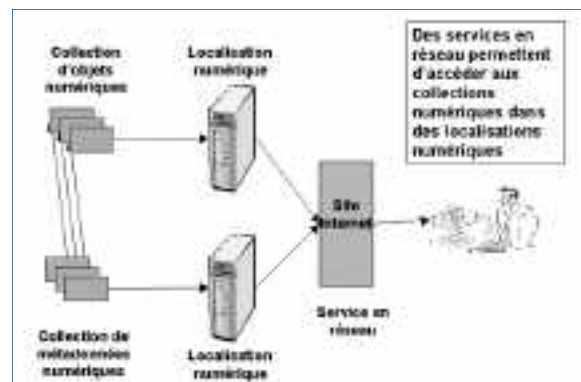 Collection
d'objets
numériques
Localisation
numérique
Des services en
réseau permettent
d'accéder aux
collections
numériques dans
des localisations
numériques
Site
Internet
Service en
réseau
Collection de
métadonnées
numériques
Localisation
numérique